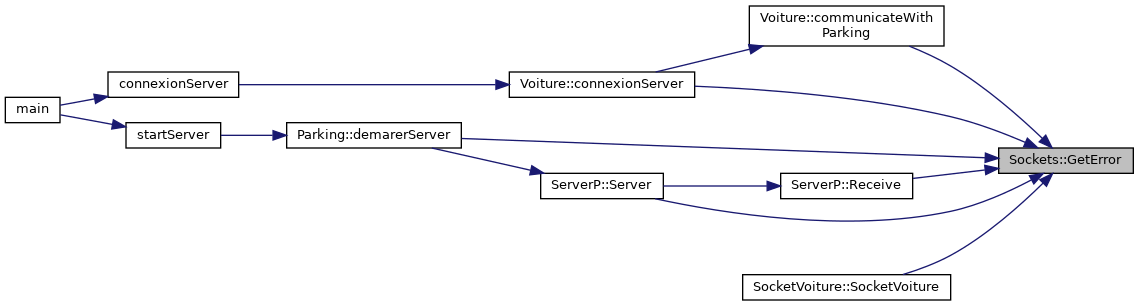 Voiture::communicateWith
Parking
connexionServer
Voiture::connexionServer
main
startServer
Parking::demarerServer
Sockets::GetError
ServerP::Server
ServerP::Receive
SocketVoiture::SocketVoiture